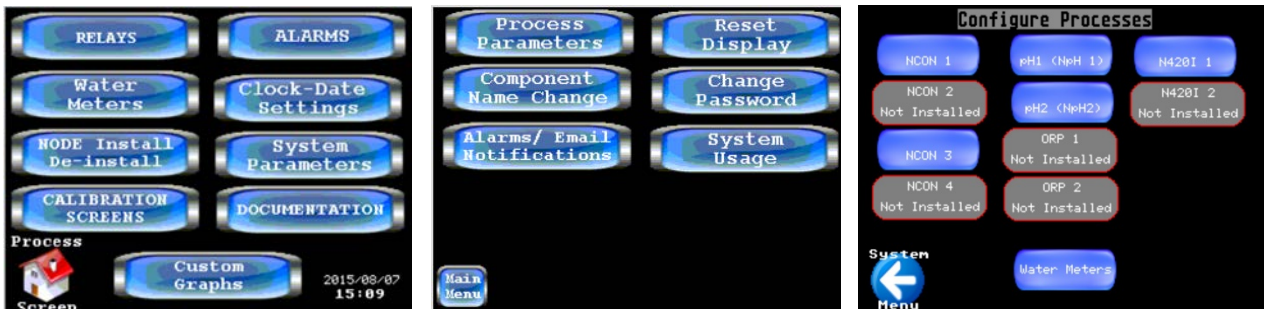 RELAYS
ALARMS
Water
Meters
Clock-Date
Settings
NODE Install
De-install
System
Parameters
CALIBRATION
SCREENS
DOCUMENTATION
Process
Screen
Custom
Graphs
2015/08/07
15:09
Process
Parameters
Reset
Display
Component
Name Change
Change
Password
Alarms/ Email
Notifications
System
Usage
Main
Menu
Configure Processes
NCON 1
pH1 (NpH 1)
N420I 1
NCON 2
Not Installed
pH2 (NpH2)
N420I 2
Not Installed
NCON 3
ORP 1
Not Installed
NCON 4
Not Installed
ORP 2
Not Installed
System
Menu
Water Meters